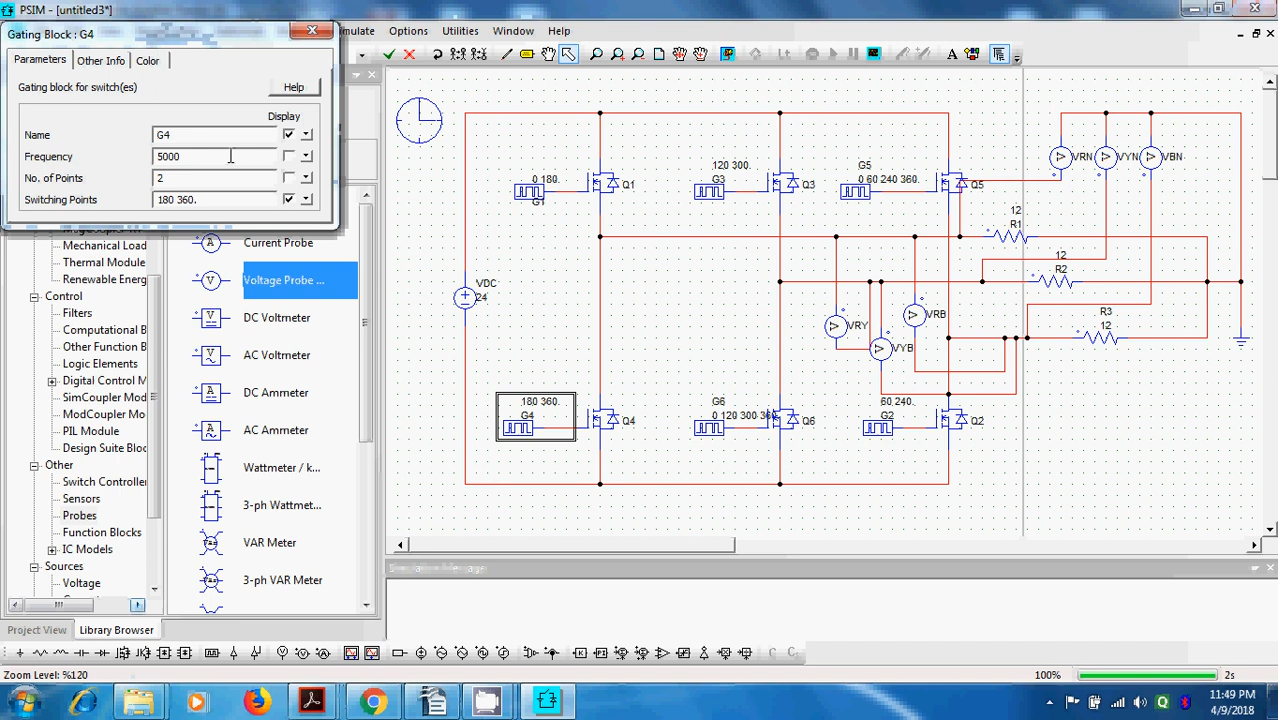 PSIM - [untitled3*]
Gating Block : G4
Simulate Options Utilities Window Help
Parameters Other Info Color
Gating block for switch(es)
Help
Display
Name G4
Frequency 5000
No. of Points 2
Switching Points 180 360.
Mechanical Load
Thermal Module
Renewable Energ
Control
Filters
Computational B
Other Function B
Logic Elements
Digital Control M
SimCoupler Mod
ModCoupler Mod
PIL Module
Design Suite Bloc
Other
Switch Controlle
Sensors
Probes
Function Blocks
IC Models
Sources
Voltage
Current Probe
Voltage Probe ...
DC Voltmeter
AC Voltmeter
DC Ammeter
AC Ammeter
Wattmeter / k...
3-ph Wattmet...
VAR Meter
3-ph VAR Meter
Project View Library Browser
0 180.
G1
Q1
120 300.
G3
Q3
G5
0 60 240 360.
Q5
VRN
VYN
VBN
12
R1
12
R2
R3
12
VDC
24
VRY
VYB
VRB
180 360.
G4
Q4
G6
0 120 300 360.
Q6
60 240.
G2
Q2
Zoom Level: %120
100%
2s
11:49 PM
4/9/2018